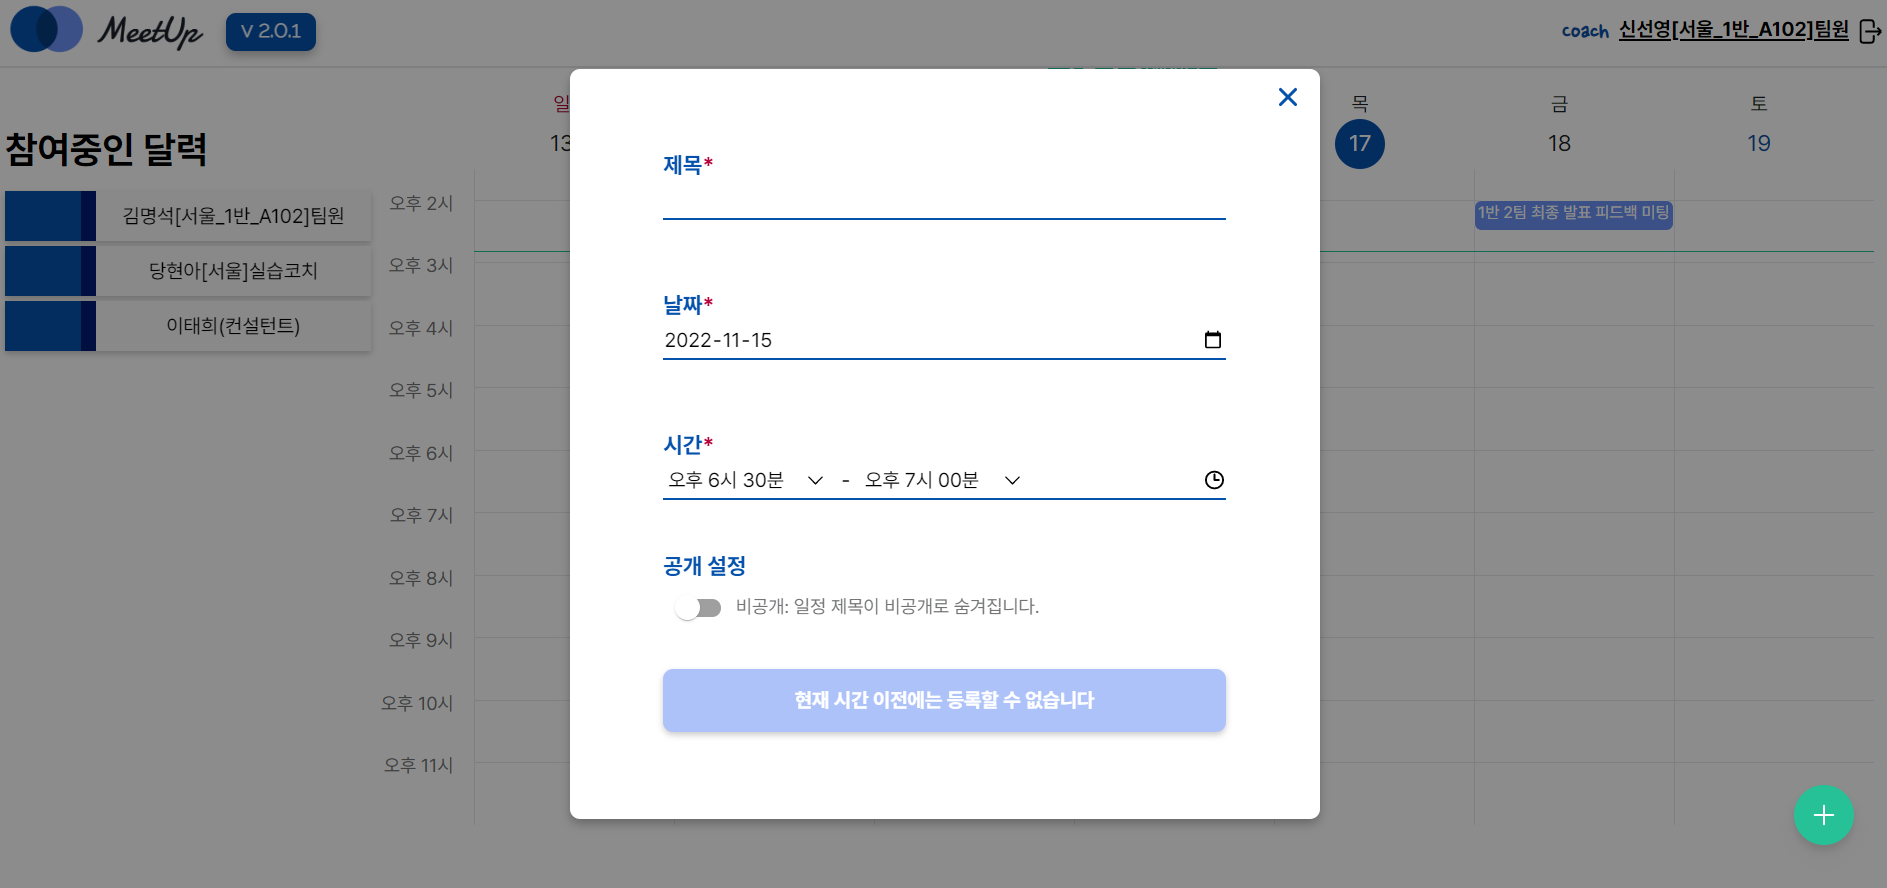 MeetUp
V 2.0.1
coach 신선영[서울_1반_A102]팀원
참여중인 달력
김명석[서울_1반_A102]팀원
당현아[서울]실습코치
이태희(컨설턴트)
일
13
목
17
금
18
토
19
오후 2시
오후 3시
오후 4시
오후 5시
오후 6시
오후 7시
오후 8시
오후 9시
오후 10시
오후 11시
1반 2팀 최종 발표 피드백 미팅
제목*
날짜*
2022-11-15
시간*
오후 6시 30분 - 오후 7시 00분
공개 설정
비공개: 일정 제목이 비공개로 숨겨집니다.
현재 시간 이전에는 등록할 수 없습니다